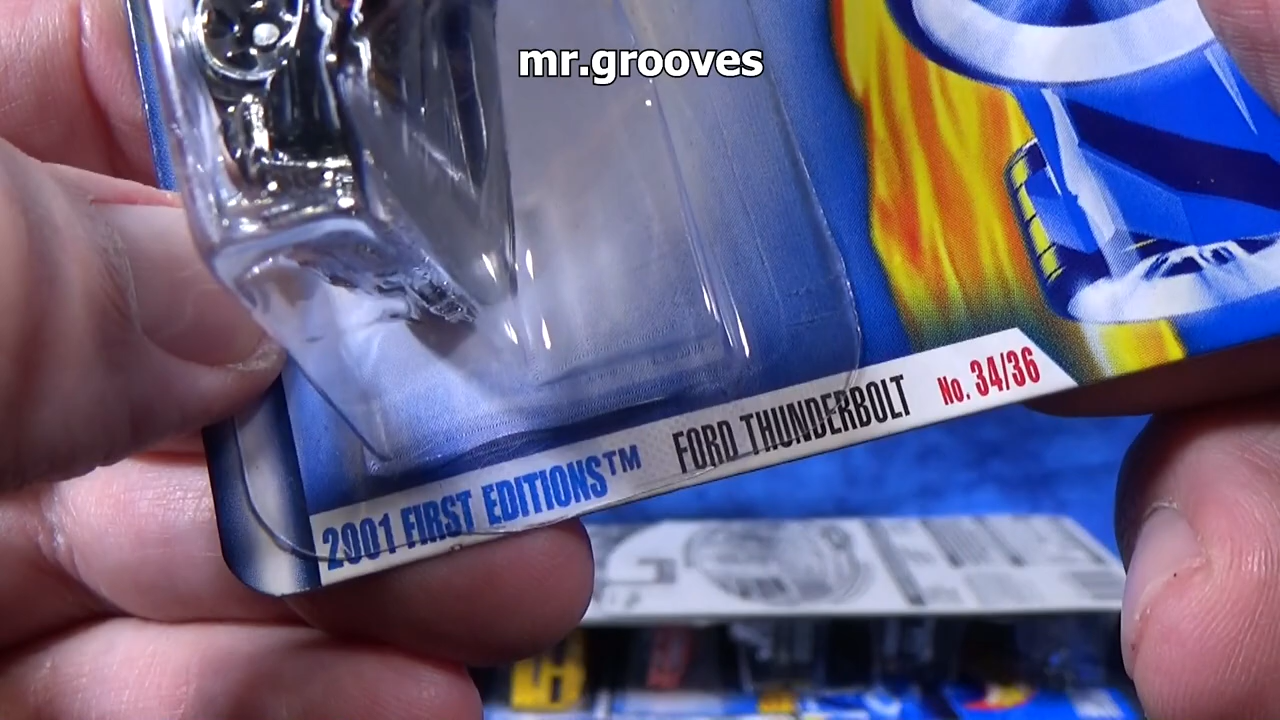 mr.grooves
2001 FIRST EDITIONS™ FORD THUNDERBOLT No. 34/36